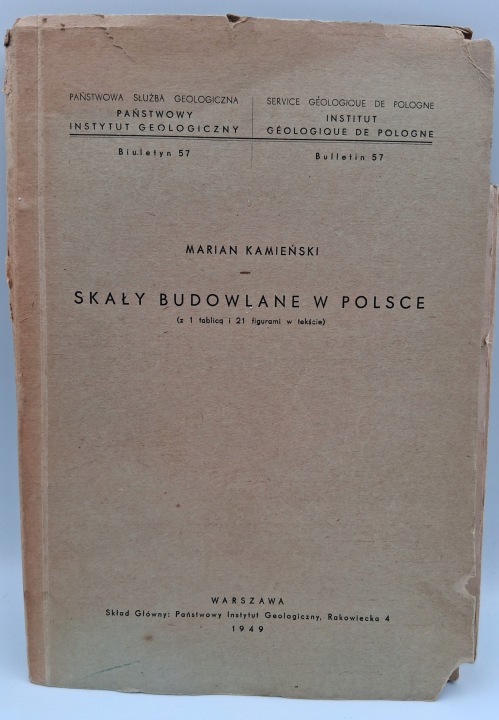 PAŃSTWOWA SŁUŻBA GEOLOGICZNA
PAŃSTWOWY
INSTYTUT GEOLOGICZNY
Biuletyn 57
SERVICE GÉOLOGIQUE DE POLOGNE
INSTITUT
GÉOLOGIQUE DE POLOGNE
Bulletin 57
MARIAN KAMIEŃSKI
SKAŁY BUDOWLANE W POLSCE
(z 1 tablicą i 21 figurami w tekście)
WARSZAWA
Skład Główny: Państwowy Instytut Geologiczny, Rakowiecka 4
1949